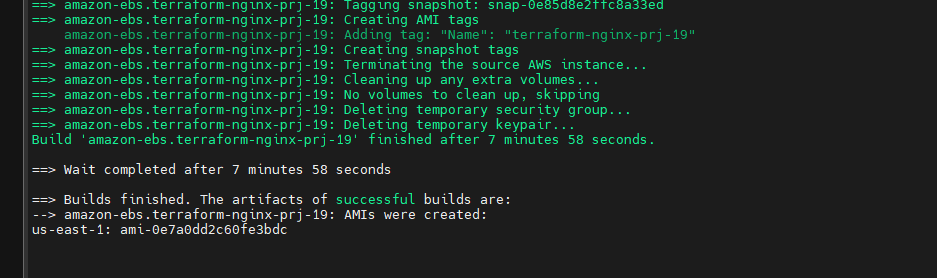 ==> amazon-ebs.terraform-nginx-prj-19: Tagging snapshot: snap-0e85d8e2ffc8a33ed
==> amazon-ebs.terraform-nginx-prj-19: Creating AMI tags
    amazon-ebs.terraform-nginx-prj-19: Adding tag: "Name": "terraform-nginx-prj-19"
==> amazon-ebs.terraform-nginx-prj-19: Creating snapshot tags
==> amazon-ebs.terraform-nginx-prj-19: Terminating the source AWS instance...
==> amazon-ebs.terraform-nginx-prj-19: Cleaning up any extra volumes...
==> amazon-ebs.terraform-nginx-prj-19: No volumes to clean up, skipping
==> amazon-ebs.terraform-nginx-prj-19: Deleting temporary security group...
==> amazon-ebs.terraform-nginx-prj-19: Deleting temporary keypair...
Build 'amazon-ebs.terraform-nginx-prj-19' finished after 7 minutes 58 seconds.
==> Wait completed after 7 minutes 58 seconds
==> Builds finished. The artifacts of successful builds are:
--> amazon-ebs.terraform-nginx-prj-19: AMIs were created:
us-east-1: ami-0e7a0dd2c60fe3bdc